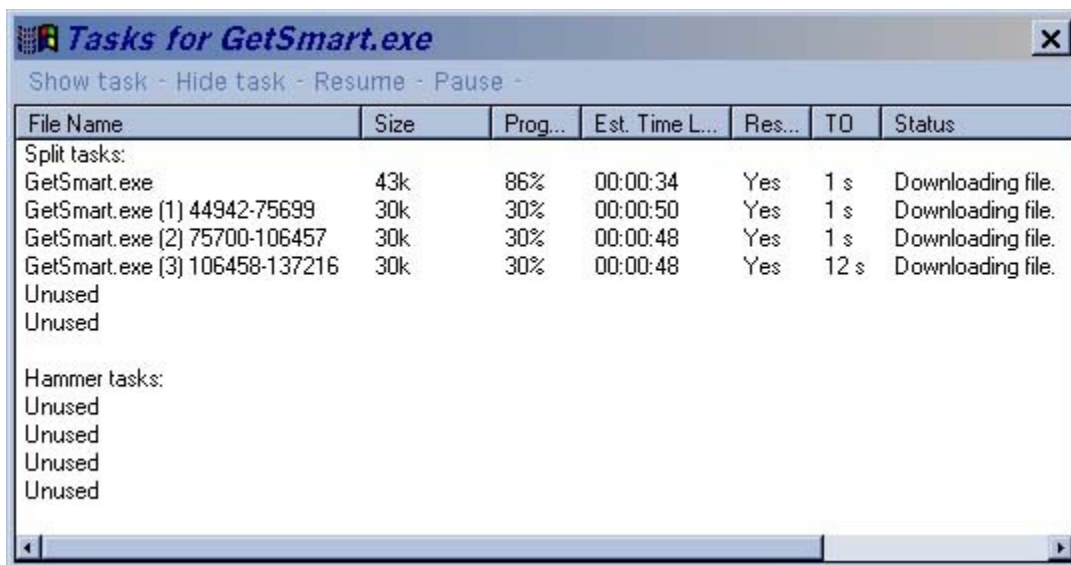 Tasks for GetSmart.exe
Show task - Hide task - Resume - Pause -
File Name Size Prog... Est. Time L... Res... TO Status
Split tasks:
GetSmart.exe 43k 86% 00:00:34 Yes 1 s Downloading file.
GetSmart.exe (1) 44942-75699 30k 30% 00:00:50 Yes 1 s Downloading file.
GetSmart.exe (2) 75700-106457 30k 30% 00:00:48 Yes 1 s Downloading file.
GetSmart.exe (3) 106458-137216 30k 30% 00:00:48 Yes 12 s Downloading file.
Unused
Unused
Hammer tasks:
Unused
Unused
Unused
Unused